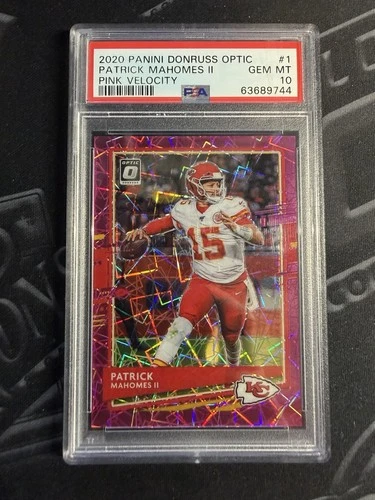 2020 PANINI DONRUSS OPTIC #1
PATRICK MAHOMES II GEM MT
PINK VELOCITY PSA 10
63689744
OPTIC
15
PATRICK
MAHOMES II
KC